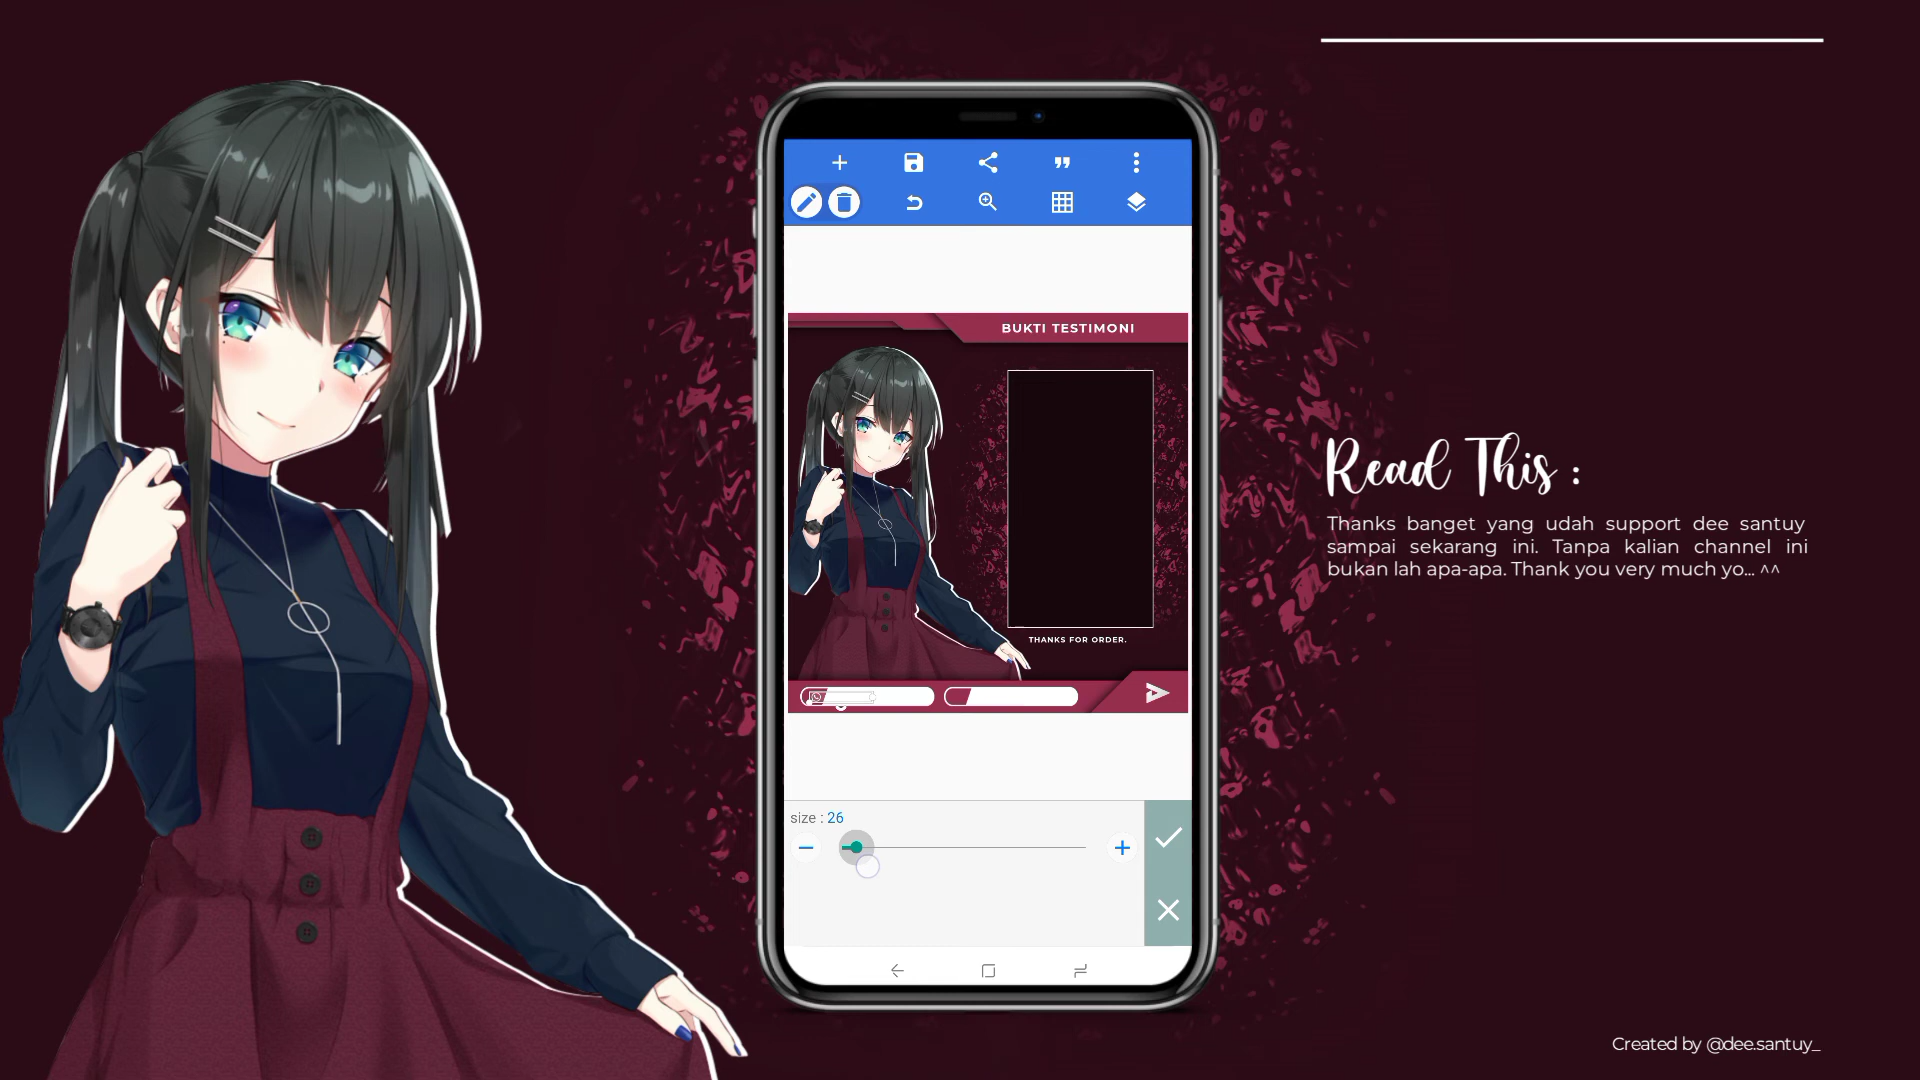 BUKTI TESTIMONI
THANKS FOR ORDER.
size : 26
Read This :
Thanks banget yang udah support dee santuy
sampai sekarang ini. Tanpa kalian channel ini
bukan lah apa-apa. Thank you very much yo... ^^
Created by @dee.santuy_